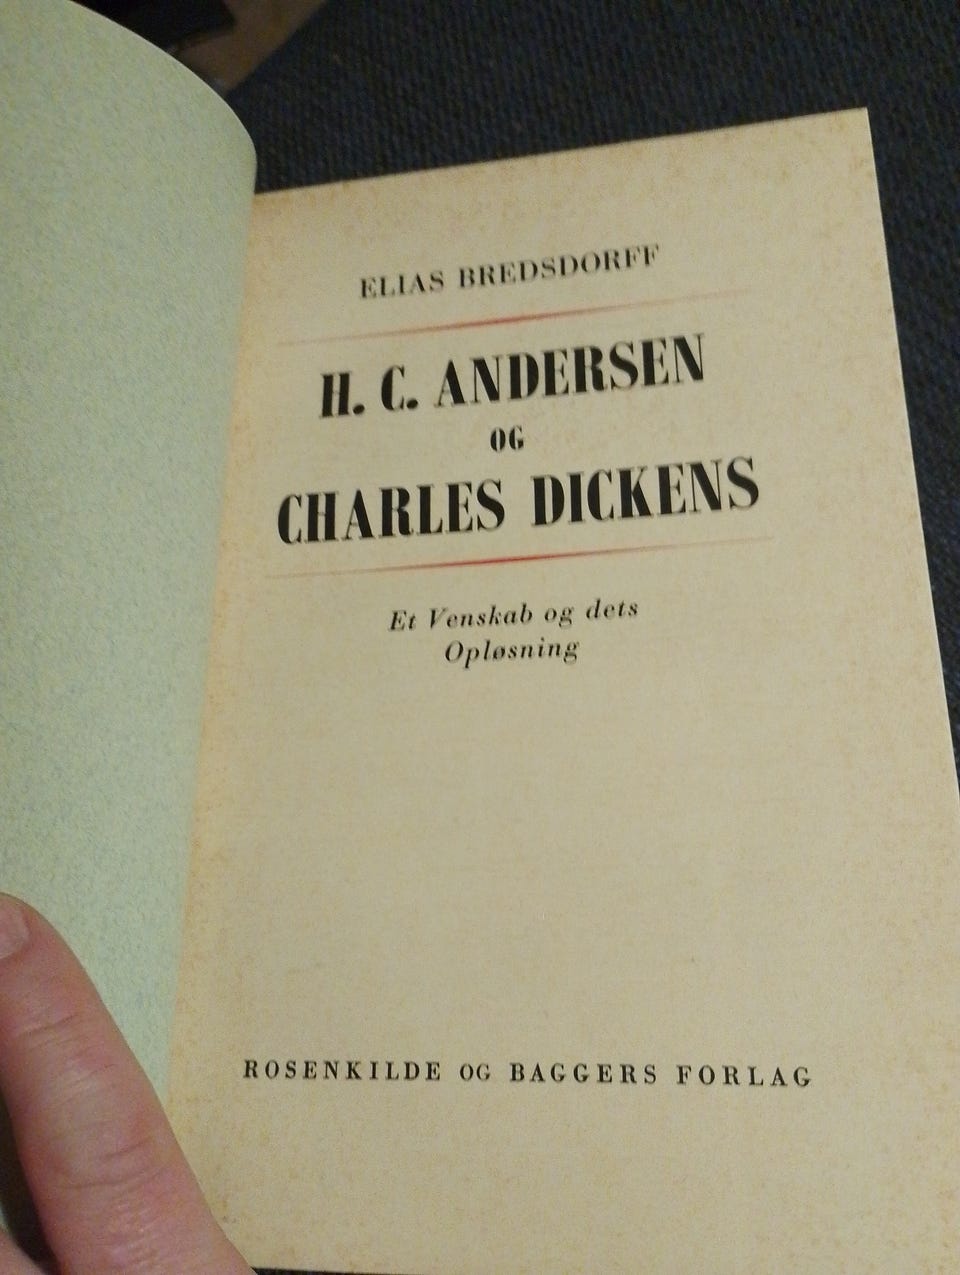 ELIAS BREDSDORFF
H. C. ANDERSEN
OG
CHARLES DICKENS
Et Venskab og dets
Opløsning
ROSENKILDE OG BAGGERS FORLAG